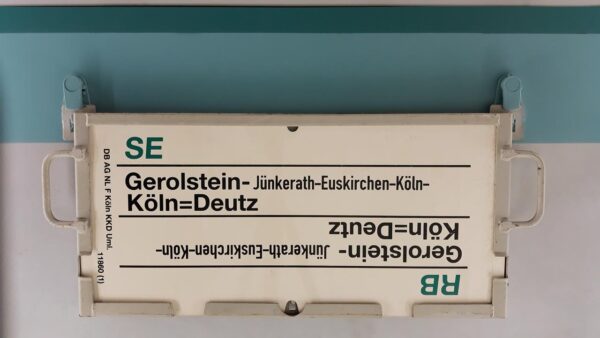 SE
Gerolstein- Jünkerath-Euskirchen-Köln-
Köln=Deutz
RB
Gerolstein- Jünkerath-Euskirchen-Köln-
Köln=Deutz
DB AG NL F Köln KKD Uml. 11860 (1)